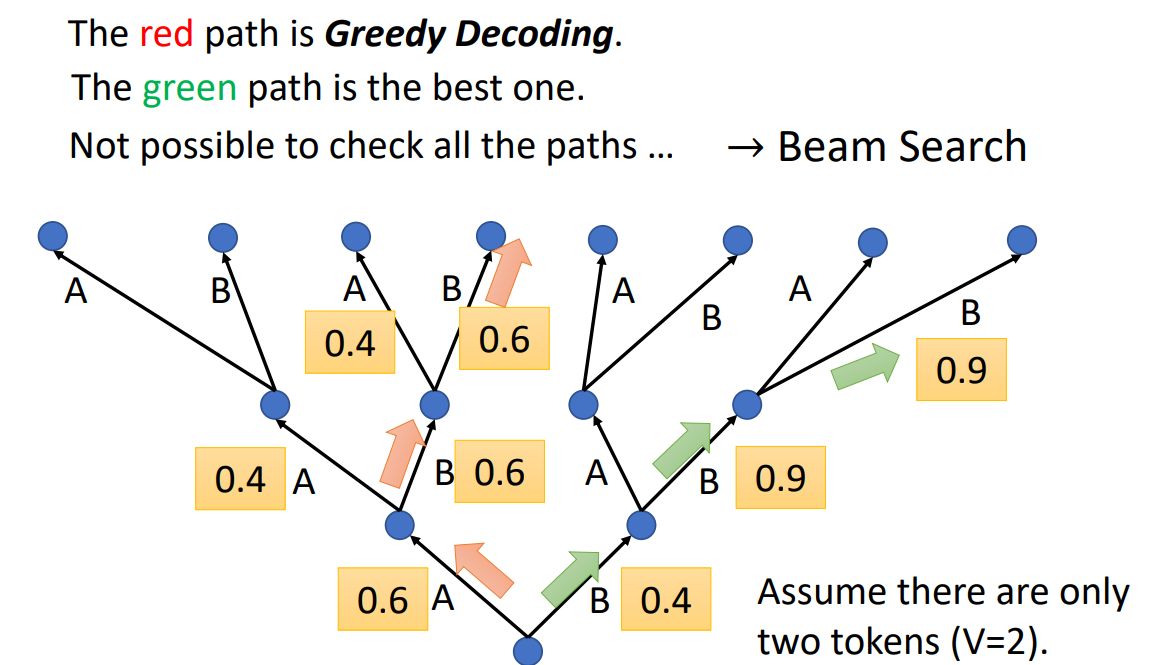 The red path is Greedy Decoding.
The green path is the best one.
Not possible to check all the paths … → Beam Search
A B A B A B A B
0.4 0.6 0.9
0.4 A B 0.6 A B 0.9
0.6 A B 0.4
Assume there are only
two tokens (V=2).